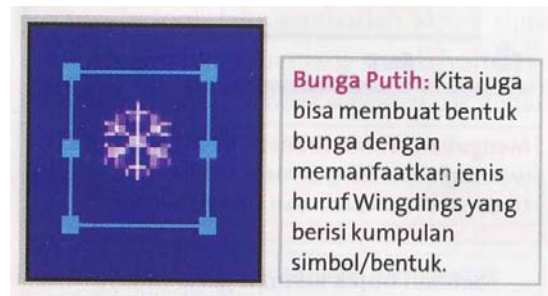 Bunga Putih: Kita juga
bisa membuat bentuk
bunga dengan
memanfaatkan jenis
huruf Wingdings yang
berisi kumpulan
simbol/bentuk.